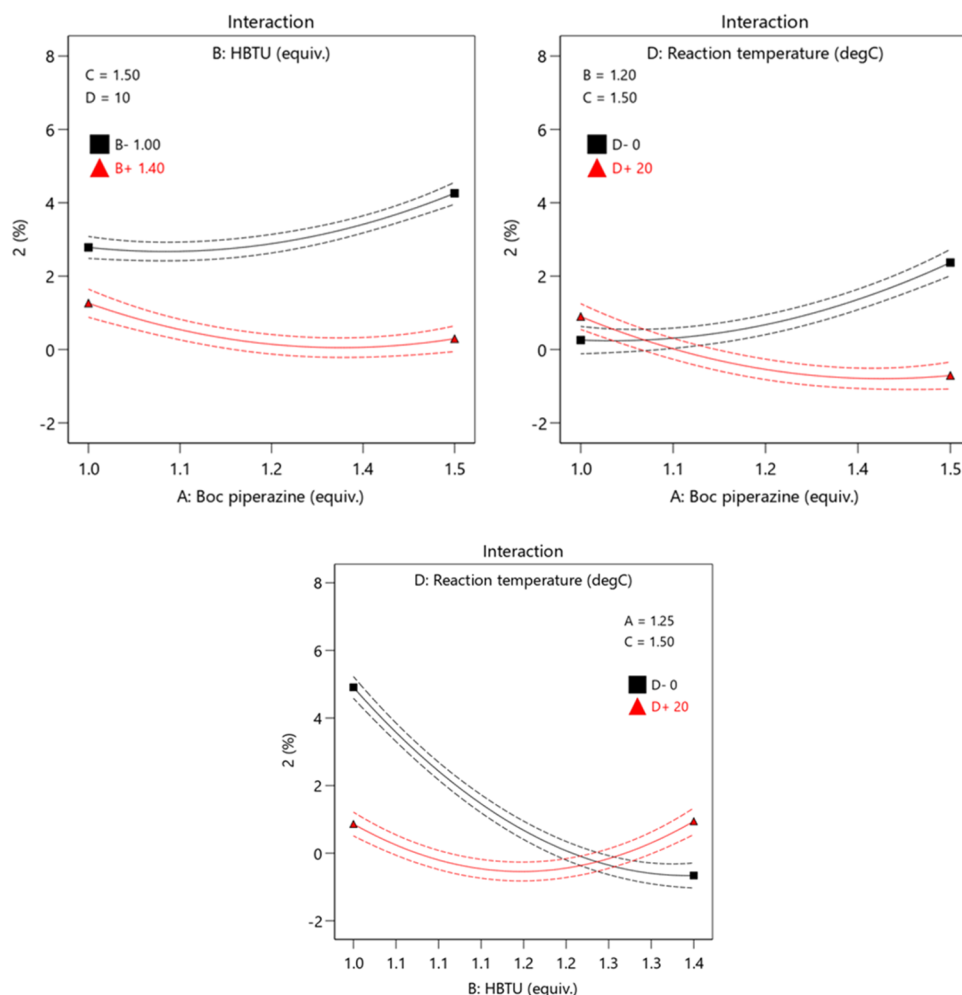 Interaction
B: HBTU (equiv.)
C = 1.50
D = 10
B- 1.00
B+ 1.40
8
6
4
2
0
-2
2 (%)
1.0 1.1 1.2 1.4 1.5
A: Boc piperazine (equiv.)
Interaction
D: Reaction temperature (degC)
B = 1.20
C = 1.50
D- 0
D+ 20
8
6
4
2
0
-2
2 (%)
1.0 1.1 1.2 1.4 1.5
A: Boc piperazine (equiv.)
Interaction
D: Reaction temperature (degC)
A = 1.25
C = 1.50
D- 0
D+ 20
8
6
4
2
0
-2
2 (%)
1.0 1.1 1.1 1.2 1.2 1.3 1.3 1.4
B: HBTU (equiv.)